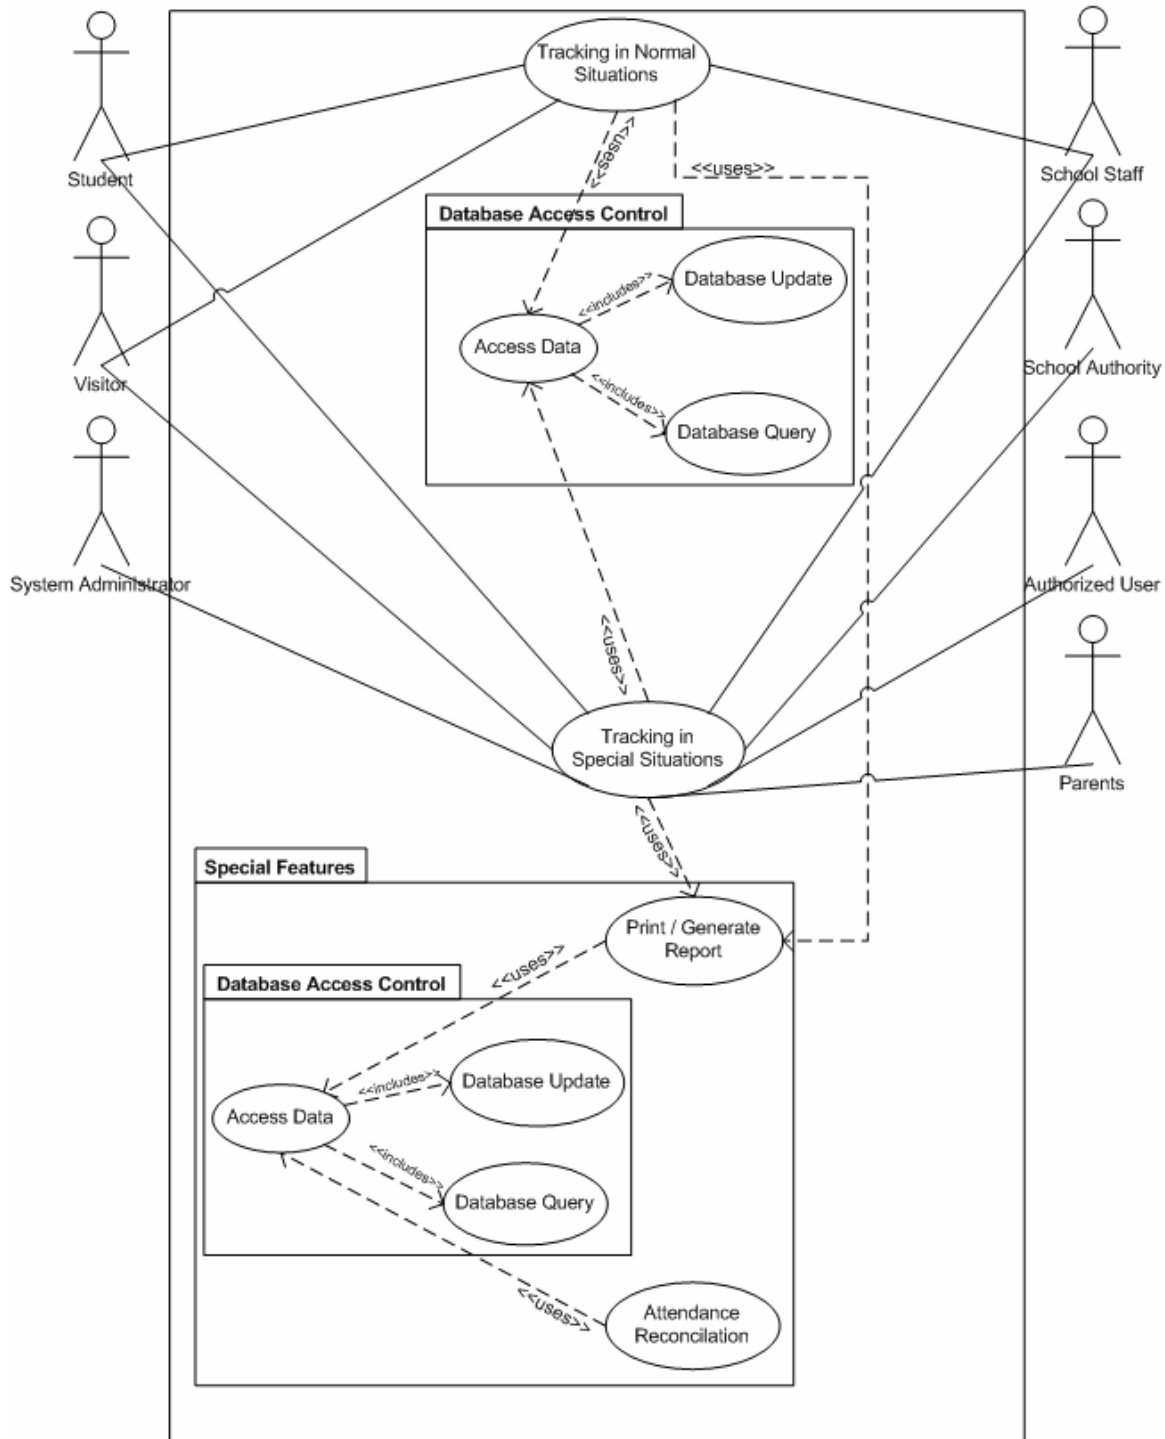 Tracking in Normal
Situations
Student
School Staff
<<uses>>
<<uses>>
Database Access Control
Database Update
<<includes>>
Access Data
Visitor
School Authority
<<includes>>
Database Query
System Administrator
Authorized User
<<uses>>
Tracking in
Special Situations
Parents
<<uses>>
Special Features
Print / Generate
Report
<<uses>>
Database Access Control
Database Update
<<includes>>
Access Data
<<includes>>
Database Query
<<uses>>
Attendance
Reconcilation